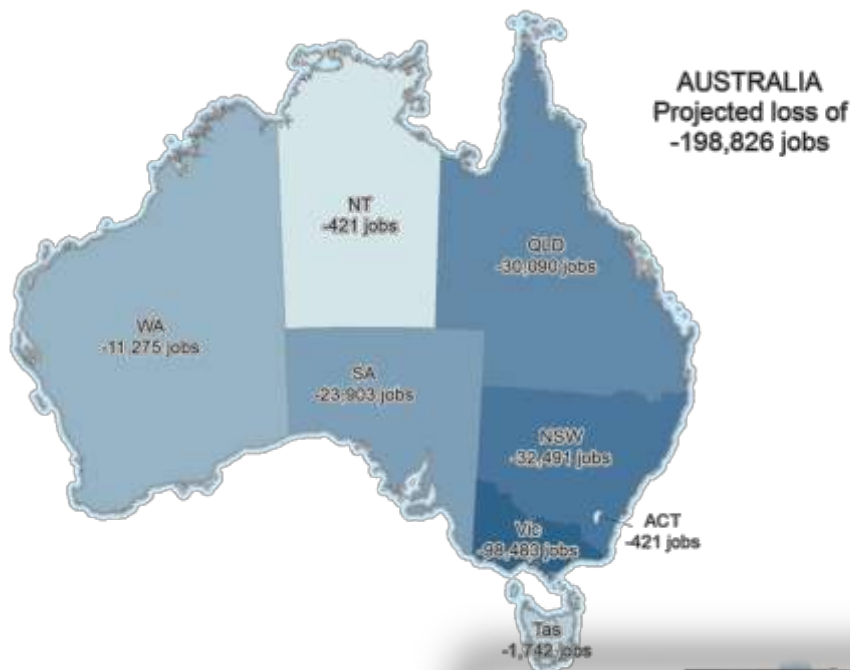 AUSTRALIA
Projected loss of
-198,826 jobs
NT
-421 jobs
QLD
-30,090 jobs
WA
-11,275 jobs
SA
-23,903 jobs
NSW
-32,491 jobs
ACT
-421 jobs
Vic
-98,483 jobs
Tas
-1,742 jobs